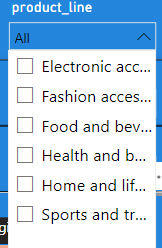 product_line
All
Electronic acc...
Fashion acces...
Food and bev...
Health and b...
Home and lif...
Sports and tr...